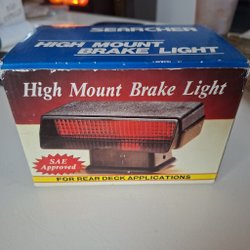 SEARCHER
HIGH MOUNT
BRAKE LIGHT
High Mount Brake Light
SAE
Approved
FOR REAR DECK APPLICATIONS